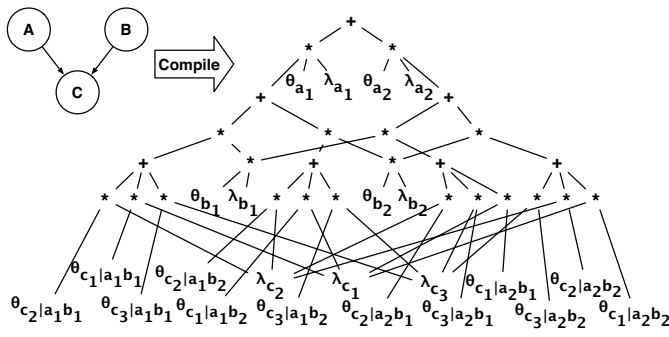 A B
C
Compile
+
* *
θa₁ λa₁ θa₂ λa₂
+ +
* * * *
+ * + * + +
θb₁ λb₁ θb₂ λb₂
* * * * * * * * * * * *
θc₁|a₁b₁ θc₂|a₁b₂ λc₂ λc₁ λc₃ θc₁|a₂b₁ θc₂|a₂b₂
θc₂|a₁b₁ θc₃|a₁b₁ θc₁|a₁b₂ θc₃|a₁b₂ θc₂|a₂b₁ θc₃|a₂b₁ θc₃|a₂b₂ θc₁|a₂b₂